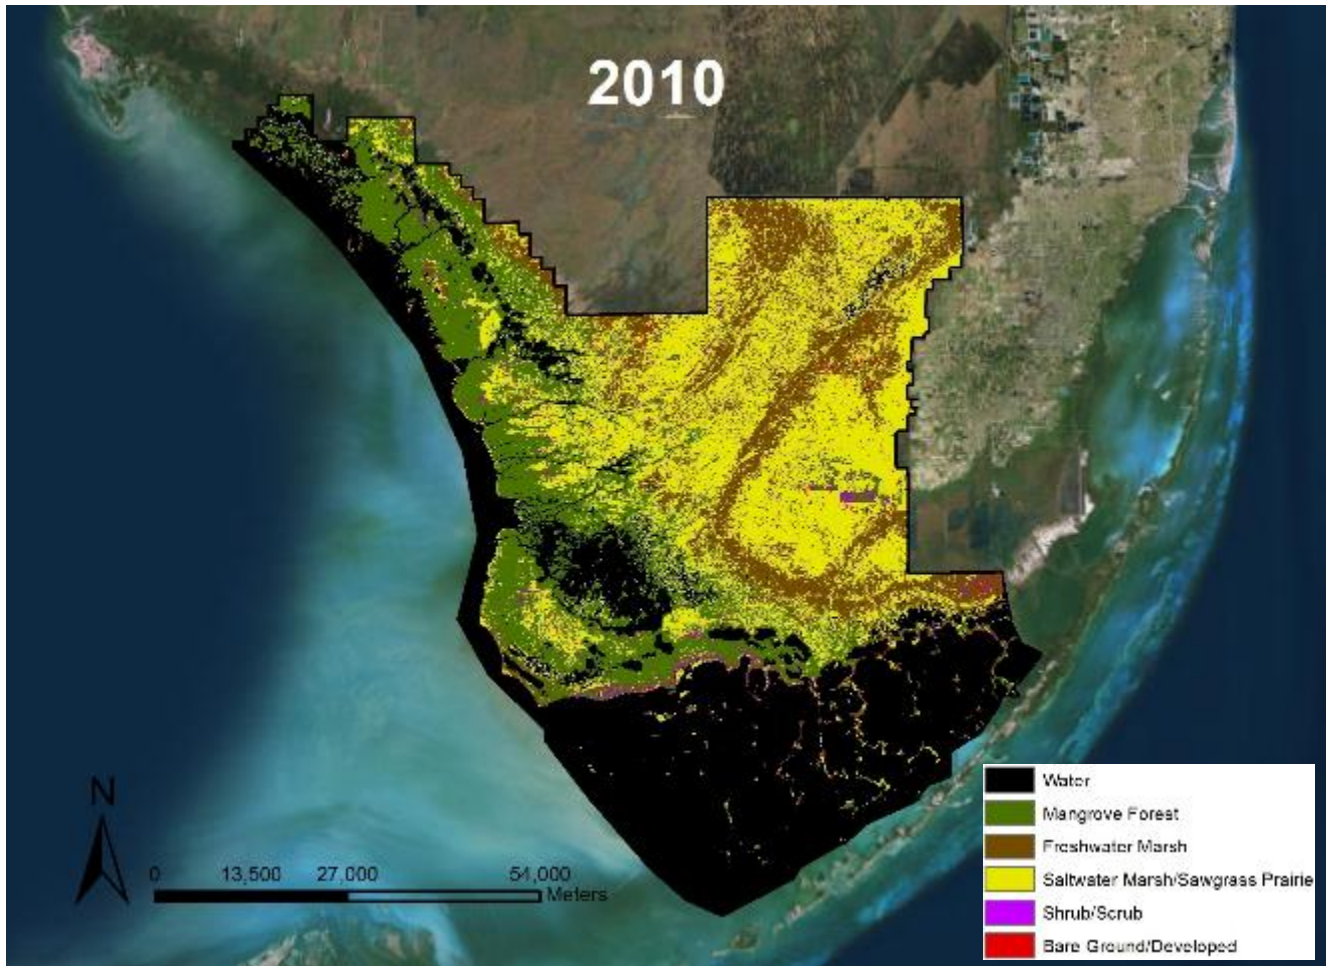 2010
N
0 13,500 27,000 54,000
Meters
Water
Mangrove Forest
Freshwater Marsh
Saltwater Marsh/Sawgrass Prairie
Shrub/Scrub
Bare Ground/Developed